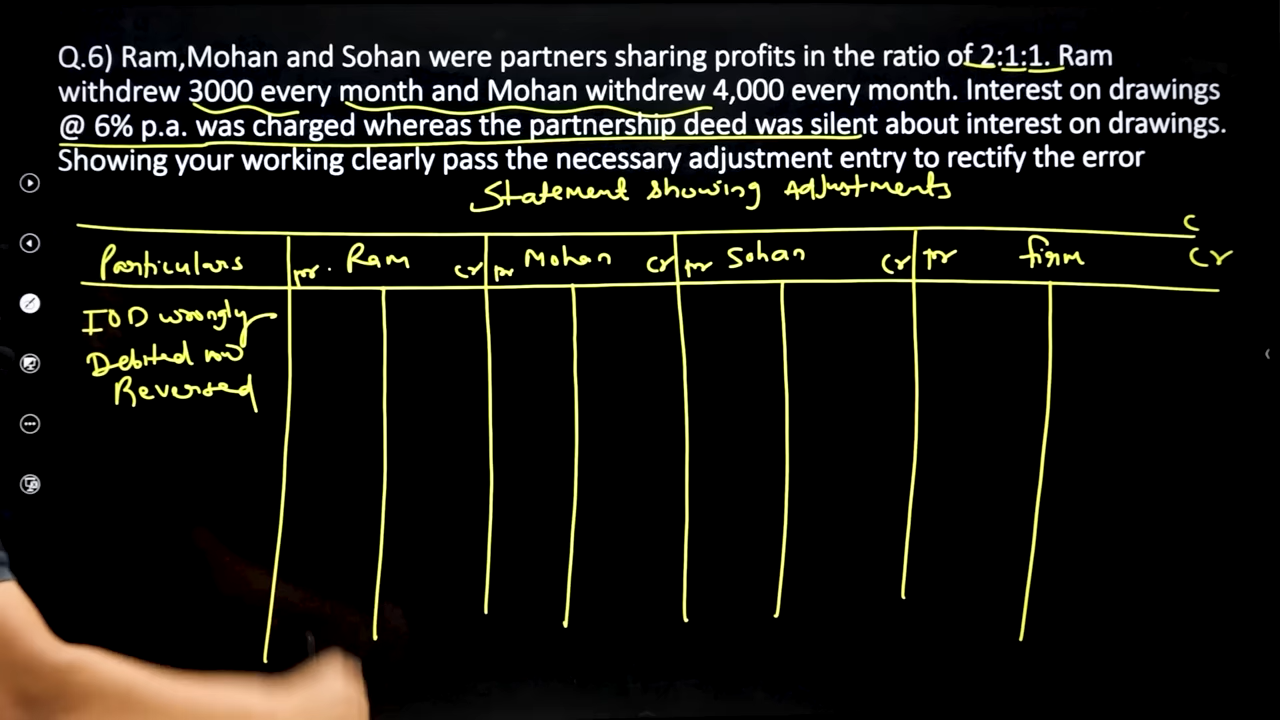 Q.6) Ram,Mohan and Sohan were partners sharing profits in the ratio of 2:1:1. Ram
withdrew 3000 every month and Mohan withdrew 4,000 every month. Interest on drawings
@ 6% p.a. was charged whereas the partnership deed was silent about interest on drawings.
Showing your working clearly pass the necessary adjustment entry to rectify the error
Statement showing Adjustments
C
Particulars Dr. Ram Cr Dr Mohan Cr Dr Sohan Cr Dr firm Cr
IOD wrongly
Debited now
Reversed